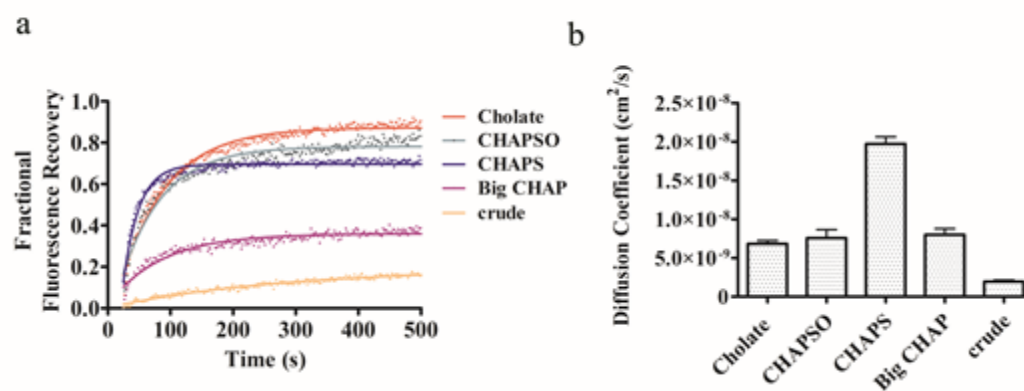 a
Fractional
Fluorescence Recovery
1.0
0.8
0.6
0.4
0.2
0.0
0 100 200 300 400 500
Time (s)
Cholate
CHAPSO
CHAPS
Big CHAP
crude
b
Diffusion Coefficient (cm²/s)
2.5×10⁻⁸
2.0×10⁻⁸
1.5×10⁻⁸
1.0×10⁻⁸
5.0×10⁻⁹
0
Cholate
CHAPSO
CHAPS
Big CHAP
crude